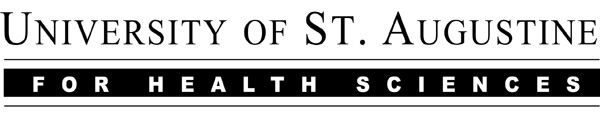 UNIVERSITY OF ST. AUGUSTINE
FOR HEALTH SCIENCES